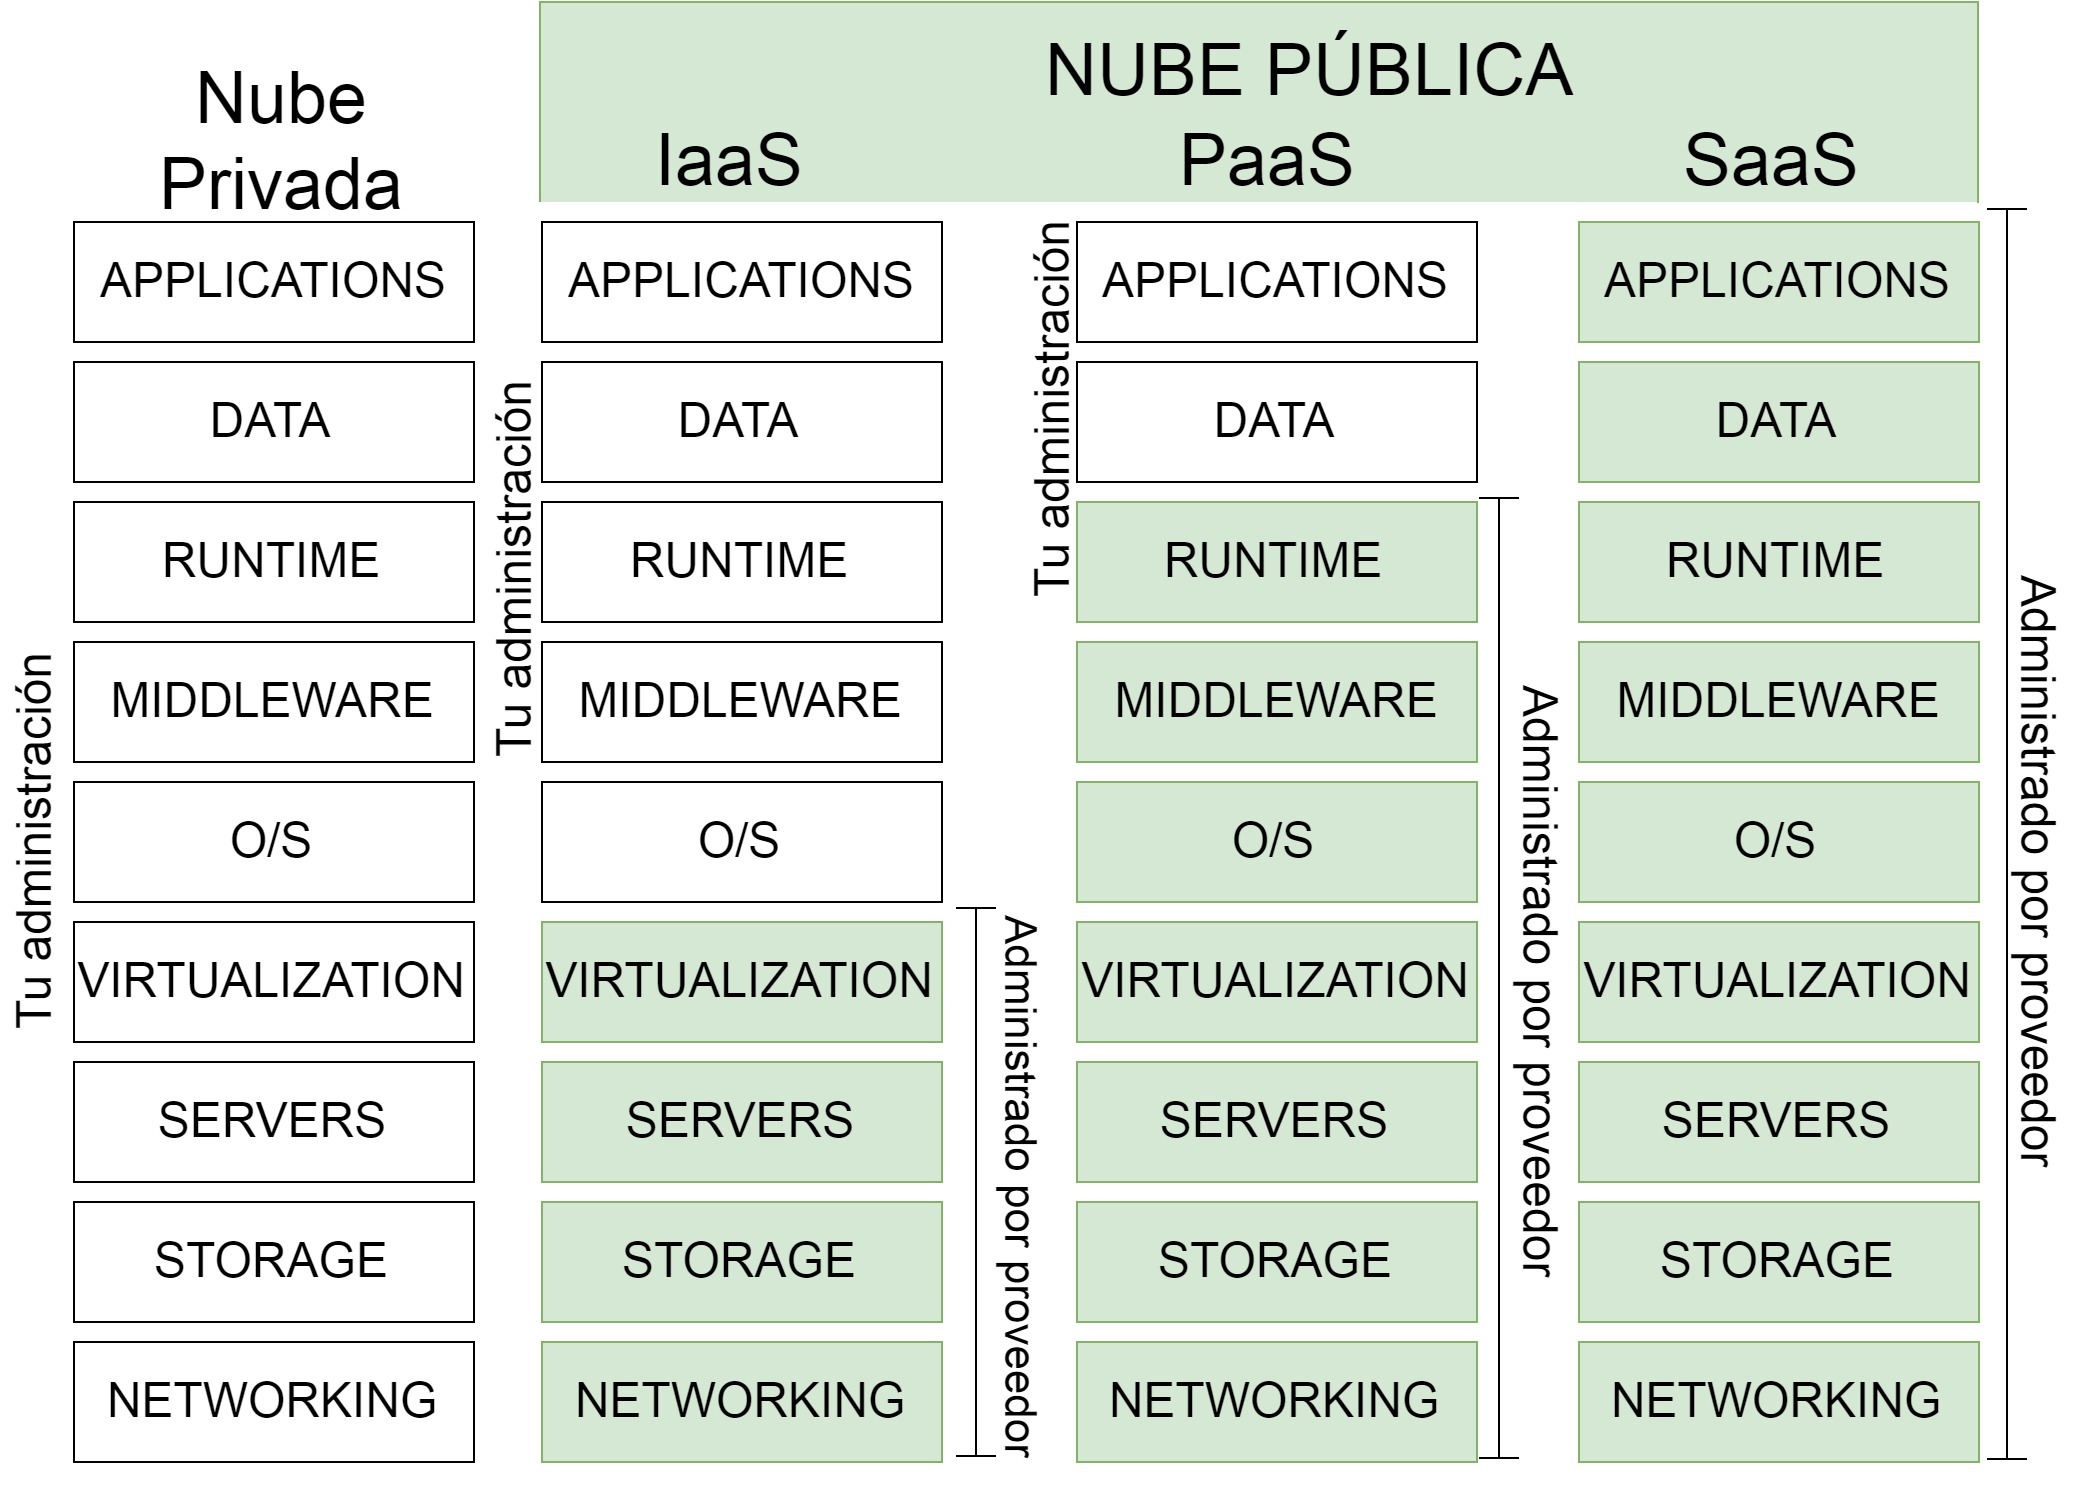 NUBE PÚBLICA
Nube
Privada
IaaS
PaaS
SaaS
Tu administración
APPLICATIONS
DATA
RUNTIME
MIDDLEWARE
O/S
VIRTUALIZATION
SERVERS
STORAGE
NETWORKING
Tu administración
APPLICATIONS
DATA
RUNTIME
MIDDLEWARE
O/S
VIRTUALIZATION
SERVERS
STORAGE
NETWORKING
Administrado por proveedor
Tu administración
APPLICATIONS
DATA
RUNTIME
MIDDLEWARE
O/S
VIRTUALIZATION
SERVERS
STORAGE
NETWORKING
Administrado por proveedor
APPLICATIONS
DATA
RUNTIME
MIDDLEWARE
O/S
VIRTUALIZATION
SERVERS
STORAGE
NETWORKING
Administrado por proveedor